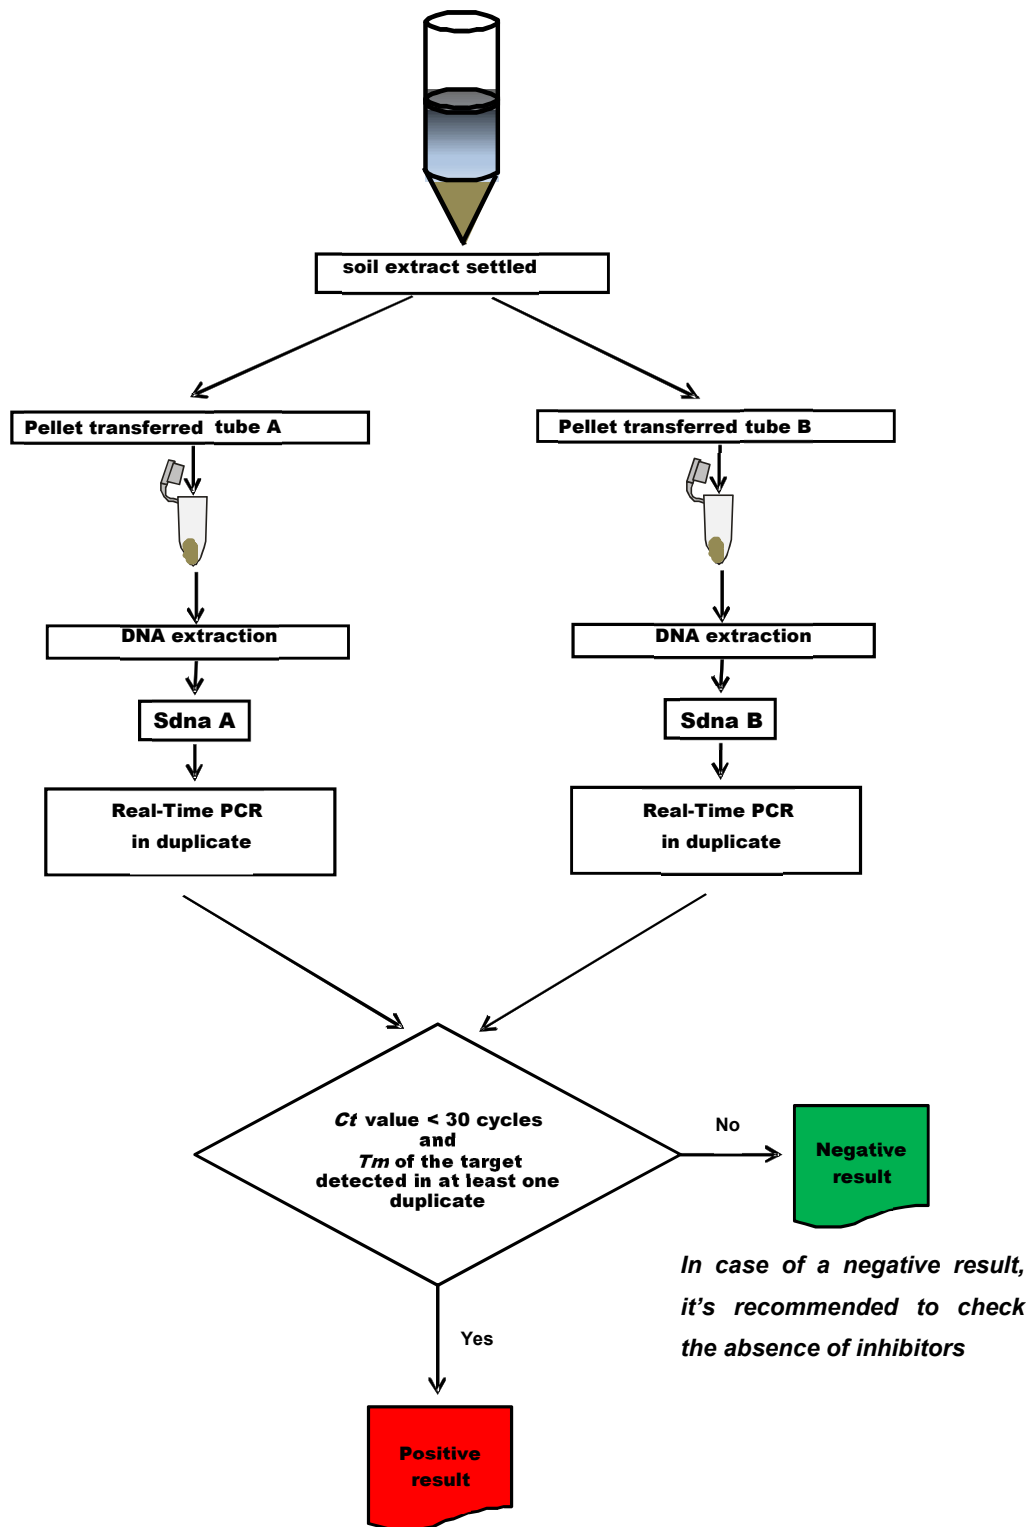 soil extract settled
Pellet transferred tube A
Pellet transferred tube B
DNA extraction
DNA extraction
Sdna A
Sdna B
Real-Time PCR
in duplicate
Real-Time PCR
in duplicate
Ct value < 30 cycles
and
Tm of the target
detected in at least one
duplicate
No
Negative
result
In case of a negative result,
it's recommended to check
the absence of inhibitors
Yes
Positive
result